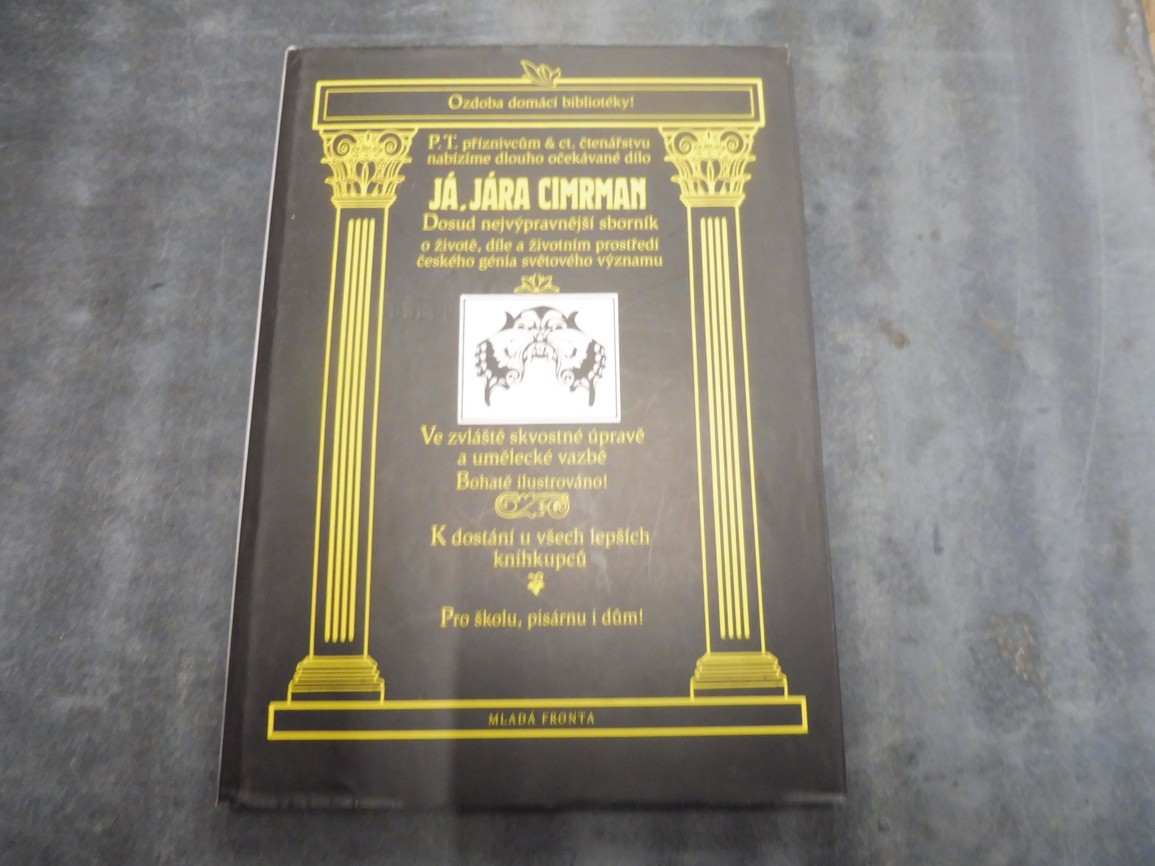 Ozdoba domácí bibliotéky!
P. T. příznivcům & ct. čtenářstvu
nabízíme dlouho očekávané dílo
JÁ, JÁRA CIMRMAN
Dosud nejvýpravnější sborník
o životě, díle a životním prostředí
českého génia světového významu
Ve zvláště skvostné úpravě
a umělecké vazbě
Bohatě ilustrováno!
K dostání u všech lepších
knihkupců
Pro školu, pisárnu i dům!
MLADÁ FRONTA